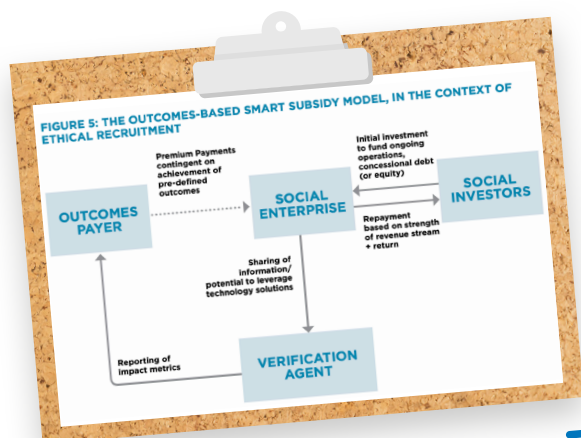 FIGURE 5: THE OUTCOMES-BASED SMART SUBSIDY MODEL, IN THE CONTEXT OF
ETHICAL RECRUITMENT
Premium Payments
contingent on
achievement of
pre-defined
outcomes
Initial investment
to fund ongoing
operations,
concessional debt
(or equity)
OUTCOMES
PAYER
SOCIAL
ENTERPRISE
SOCIAL
INVESTORS
Repayment
based on strength
of revenue stream
+ return
Sharing of
information/
potential to leverage
technology solutions
Reporting of
impact metrics
VERIFICATION
AGENT